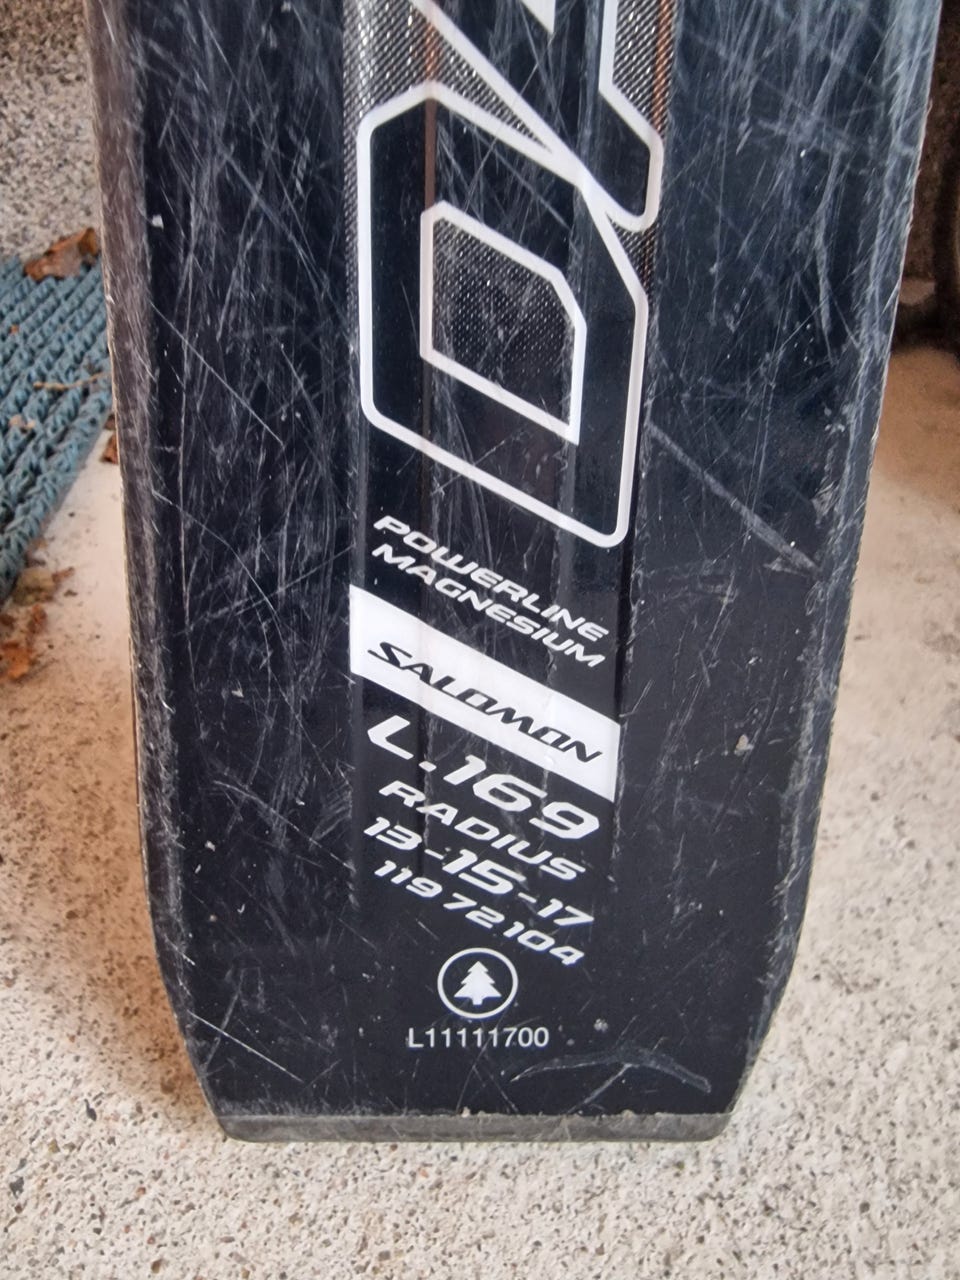 POWERLINE
MAGNESIUM
SALOMON
L.169
RADIUS
13-15-17
119 72 104
L11111700